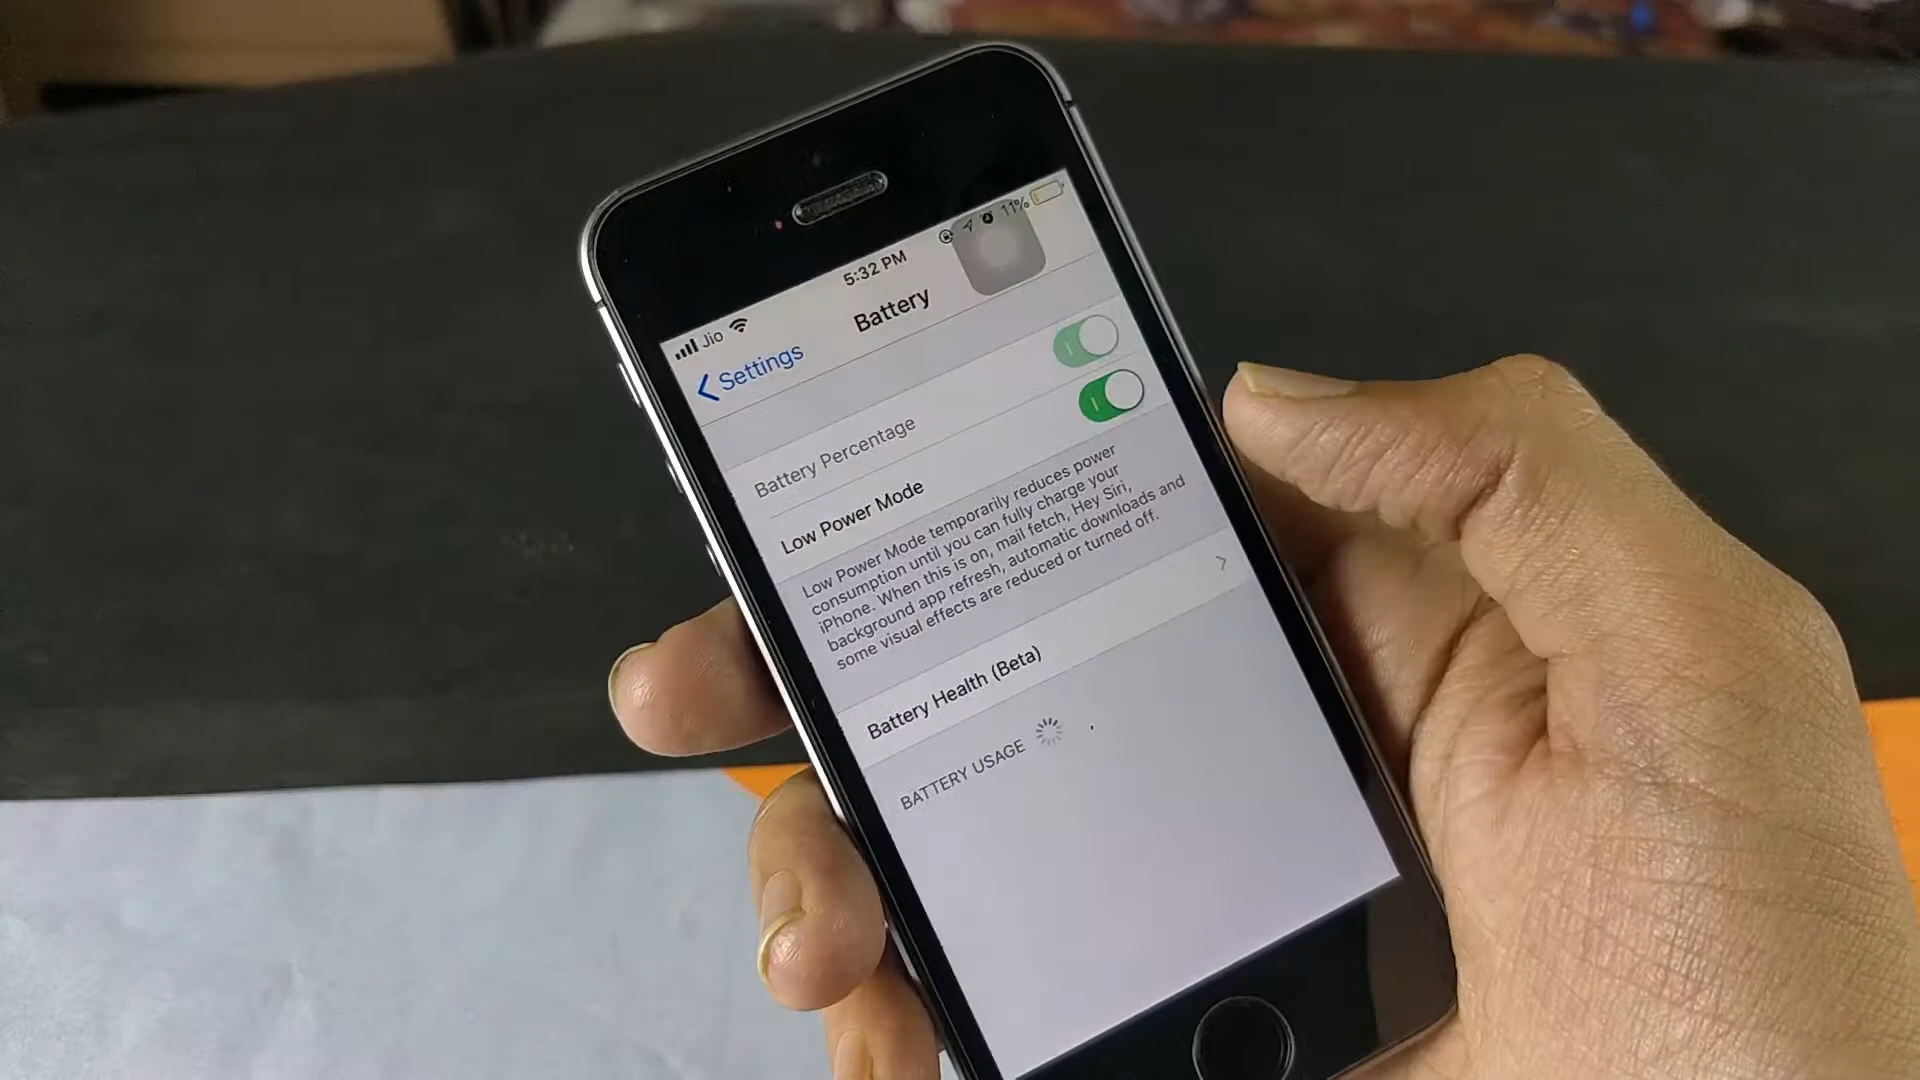 Jio 5:32 PM 11%
Settings Battery
Battery Percentage
Low Power Mode
Low Power Mode temporarily reduces power
consumption until you can fully charge your
iPhone. When this is on, mail fetch, Hey Siri,
background app refresh, automatic downloads and
some visual effects are reduced or turned off.
Battery Health (Beta)
BATTERY USAGE